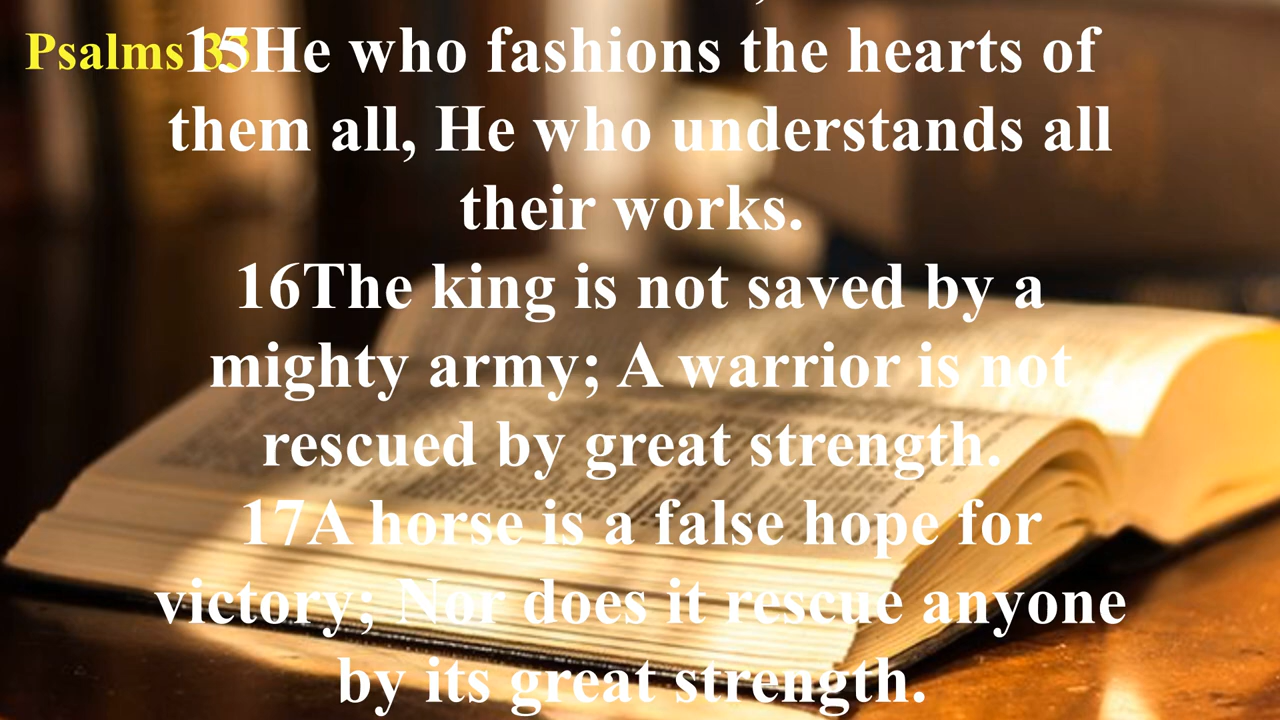 Psalms 33
15He who fashions the hearts of
them all, He who understands all
their works.
16The king is not saved by a
mighty army; A warrior is not
rescued by great strength.
17A horse is a false hope for
victory; Nor does it rescue anyone
by its great strength.